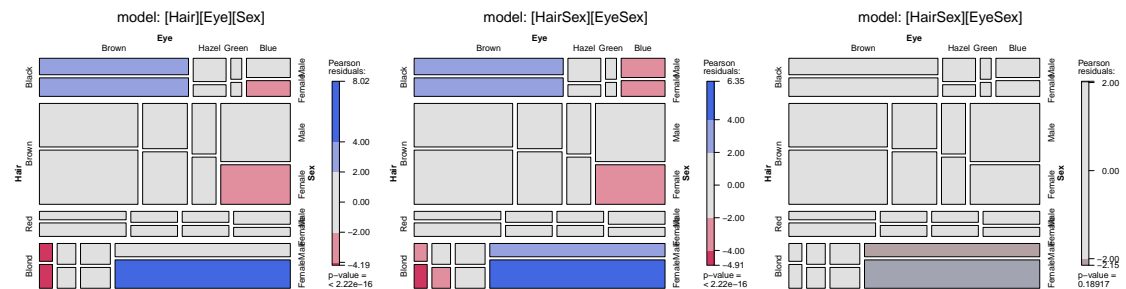 model: [Hair][Eye][Sex]
Eye
Brown Hazel Green Blue
Hair
Black
Brown
Red
Blond
Sex
Male
Female
Male
Female
Male
Female
Male
Female
Pearson
residuals:
8.02
4.00
2.00
0.00
−2.00
−4.19
p−value =
< 2.22e−16
model: [HairSex][EyeSex]
Eye
Brown Hazel Green Blue
Hair
Black
Brown
Red
Blond
Sex
Male
Female
Male
Female
Male
Female
Male
Female
Pearson
residuals:
6.35
4.00
2.00
0.00
−2.00
−4.00
−4.91
p−value =
< 2.22e−16
model: [HairSex][EyeSex]
Eye
Brown Hazel Green Blue
Hair
Black
Brown
Red
Blond
Sex
Male
Female
Male
Female
Male
Female
Male
Female
Pearson
residuals:
2.00
0.00
−2.00
−2.15
p−value =
0.18917